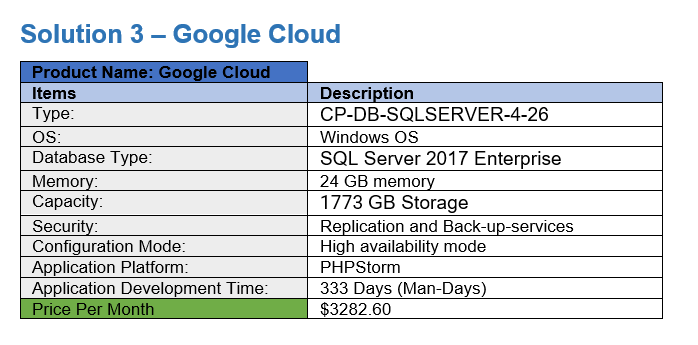 Solution 3 – Google Cloud
Product Name: Google Cloud
Items Description
Type: CP-DB-SQLSERVER-4-26
OS: Windows OS
Database Type: SQL Server 2017 Enterprise
Memory: 24 GB memory
Capacity: 1773 GB Storage
Security: Replication and Back-up-services
Configuration Mode: High availability mode
Application Platform: PHPStorm
Application Development Time: 333 Days (Man-Days)
Price Per Month $3282.60